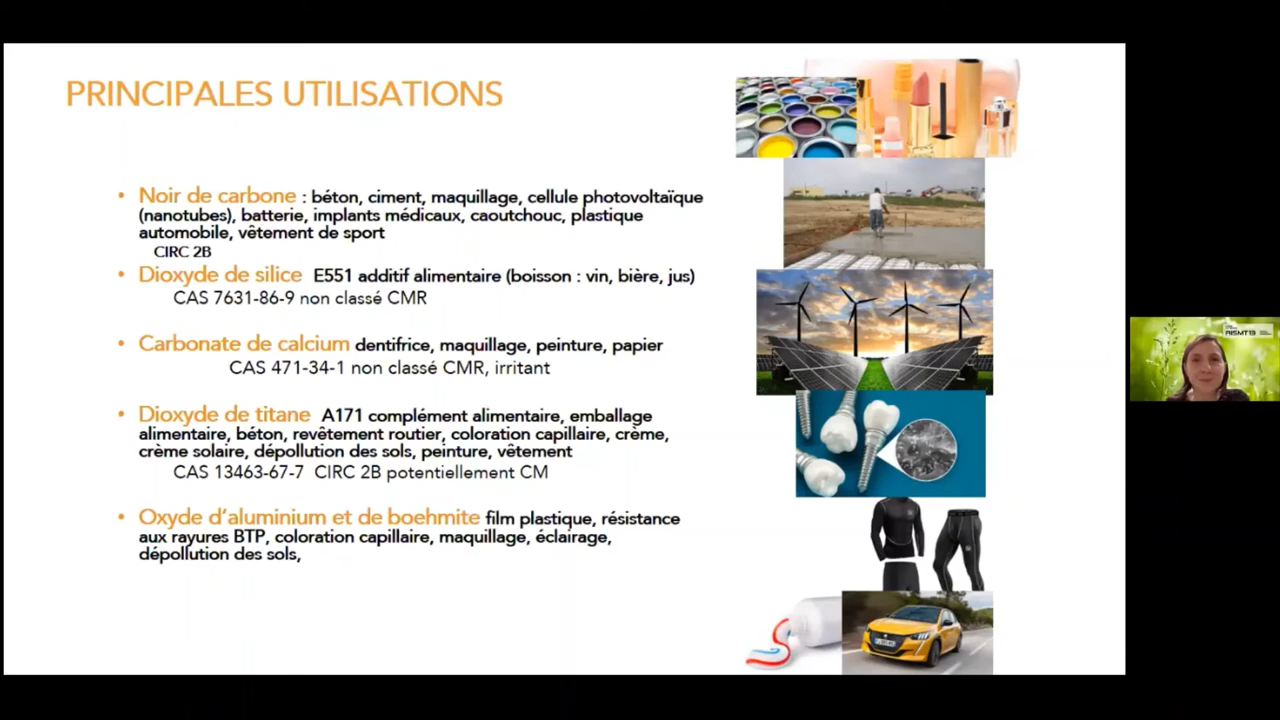 PRINCIPALES UTILISATIONS
• Noir de carbone : béton, ciment, maquillage, cellule photovoltaïque
(nanotubes), batterie, implants médicaux, caoutchouc, plastique
automobile, vêtement de sport
CIRC 2B
• Dioxyde de silice E551 additif alimentaire (boisson : vin, bière, jus)
CAS 7631-86-9 non classé CMR
• Carbonate de calcium dentifrice, maquillage, peinture, papier
CAS 471-34-1 non classé CMR, irritant
• Dioxyde de titane A171 complément alimentaire, emballage
alimentaire, béton, revêtement routier, coloration capillaire, crème,
crème solaire, dépollution des sols, peinture, vêtement
CAS 13463-67-7 CIRC 2B potentiellement CM
• Oxyde d'aluminium et de boehmite film plastique, résistance
aux rayures BTP, coloration capillaire, maquillage, éclairage,
dépollution des sols,
RISMT13